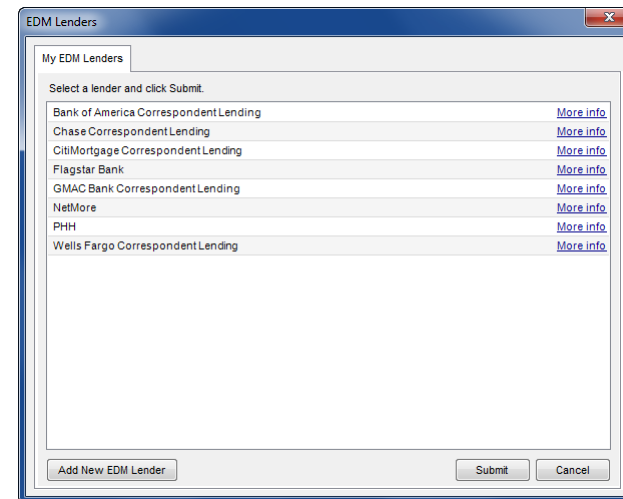 EDM Lenders
My EDM Lenders
Select a lender and click Submit.
Bank of America Correspondent Lending More info
Chase Correspondent Lending More info
CitiMortgage Correspondent Lending More info
Flagstar Bank More info
GMAC Bank Correspondent Lending More info
NetMore More info
PHH More info
Wells Fargo Correspondent Lending More info
Add New EDM Lender Submit Cancel